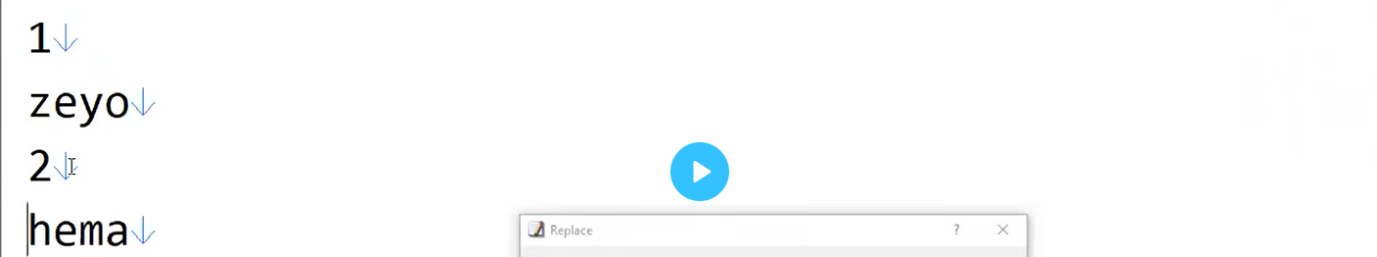 1↓
zeyo↓
2↓
hema↓
Replace ?